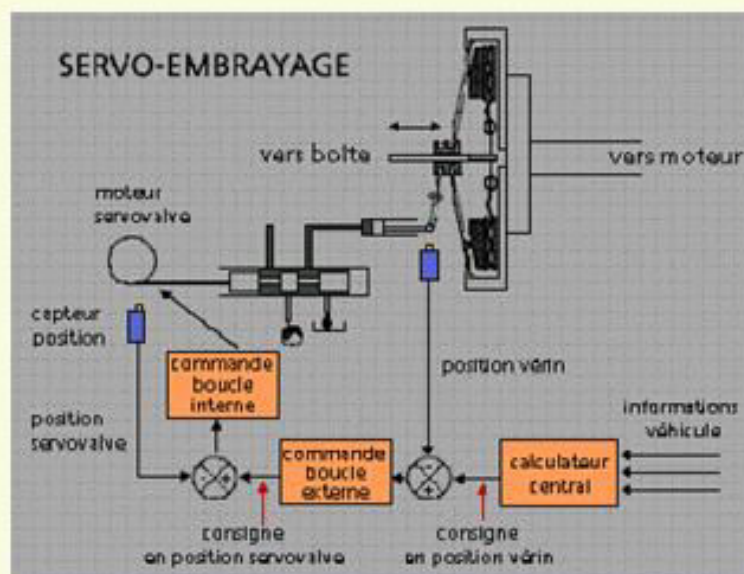 SERVO-EMBRAYAGE
vers boîte
vers moteur
moteur
servovalve
capteur
position
commande
boucle
interne
position vérin
informations
véhicule
position
servovalve
commande
boucle
externe
calculateur
central
consigne
en position servovalve
consigne
en position vérin